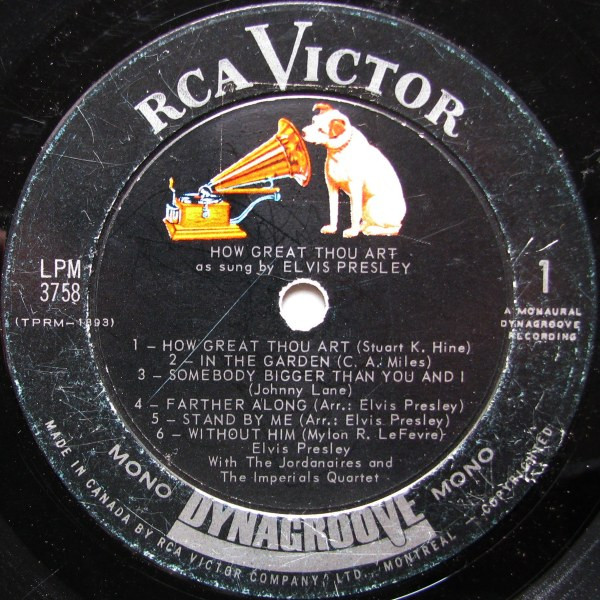 RCA VICTOR
HOW GREAT THOU ART
as sung by ELVIS PRESLEY
LPM
3758
(TPRM-1893)
1
A MONAURAL
DYNAGROOVE
RECORDING
1 – HOW GREAT THOU ART (Stuart K. Hine)
2 – IN THE GARDEN (C. A. Miles)
3 – SOMEBODY BIGGER THAN YOU AND I
(Johnny Lane)
4 – FARTHER ALONG (Arr.: Elvis Presley)
5 – STAND BY ME (Arr.: Elvis Presley)
6 – WITHOUT HIM (Mylon R. LeFevre)
Elvis Presley
With The Jordanaires and
The Imperials Quartet
MONO DYNAGROOVE MONO
MADE IN CANADA BY RCA VICTOR COMPANY, LTD., MONTREAL – COPYRIGHTED